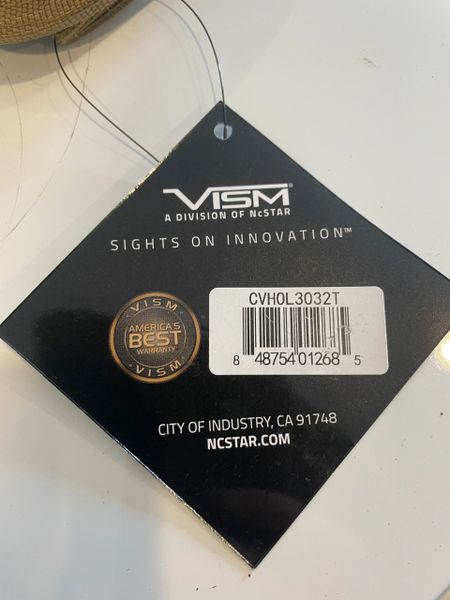 VISM®
A DIVISION OF NcSTAR
SIGHTS ON INNOVATION™
VISM
AMERICA'S
BEST
WARRANTY
VISM
CVHOL3032T
8 48754 01268 5
CITY OF INDUSTRY, CA 91748
NCSTAR.COM